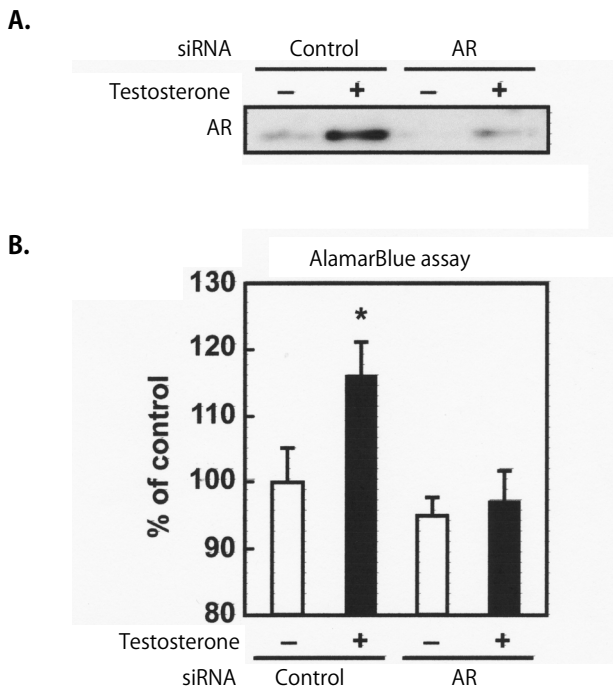 A.
siRNA Control AR
Testosterone − + − +
AR
B.
AlamarBlue assay
130
120
110
100
90
80
% of control
*
Testosterone − + − +
siRNA Control AR